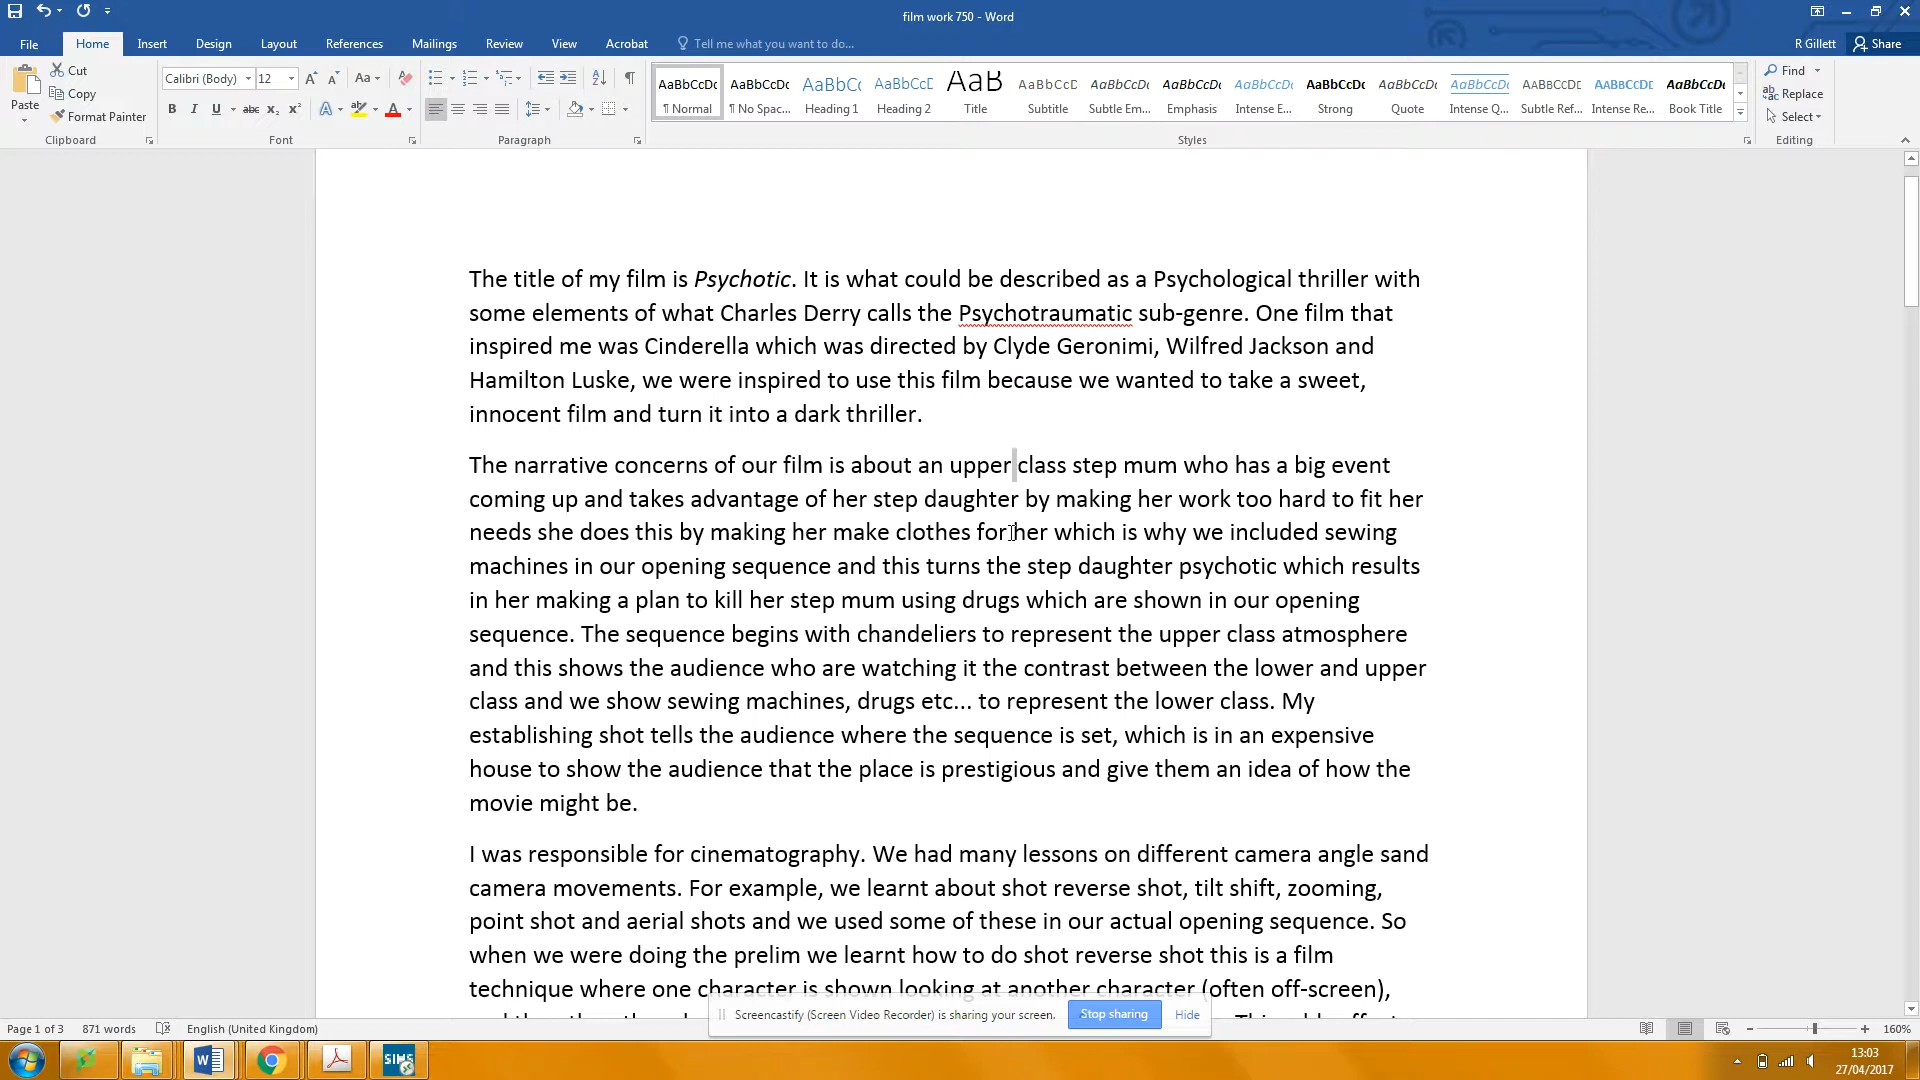 film work 750 - Word
File Home Insert Design Layout References Mailings Review View Acrobat Tell me what you want to do... R Gillett Share
Paste Cut Copy Format Painter Clipboard
Calibri (Body) 12 Font
Paragraph
AaBbCcDc AaBbCcDc AaBbCc AaBbCcC AaB AaBbCcC AaBbCcDc AaBbCcDc AaBbCcDc AaBbCcDc AaBbCcDc AaBbCcDc AABBCCDE AABBCCDE AaBbCcDc
¶ Normal ¶ No Spac... Heading 1 Heading 2 Title Subtitle Subtle Em... Emphasis Intense E... Strong Quote Intense Q... Subtle Ref... Intense Re... Book Title
Styles
Find Replace Select Editing
The title of my film is Psychotic. It is what could be described as a Psychological thriller with
some elements of what Charles Derry calls the Psychotraumatic sub-genre. One film that
inspired me was Cinderella which was directed by Clyde Geronimi, Wilfred Jackson and
Hamilton Luske, we were inspired to use this film because we wanted to take a sweet,
innocent film and turn it into a dark thriller.
The narrative concerns of our film is about an upper class step mum who has a big event
coming up and takes advantage of her step daughter by making her work too hard to fit her
needs she does this by making her make clothes for her which is why we included sewing
machines in our opening sequence and this turns the step daughter psychotic which results
in her making a plan to kill her step mum using drugs which are shown in our opening
sequence. The sequence begins with chandeliers to represent the upper class atmosphere
and this shows the audience who are watching it the contrast between the lower and upper
class and we show sewing machines, drugs etc... to represent the lower class. My
establishing shot tells the audience where the sequence is set, which is in an expensive
house to show the audience that the place is prestigious and give them an idea of how the
movie might be.
I was responsible for cinematography. We had many lessons on different camera angle sand
camera movements. For example, we learnt about shot reverse shot, tilt shift, zooming,
point shot and aerial shots and we used some of these in our actual opening sequence. So
when we were doing the prelim we learnt how to do shot reverse shot this is a film
technique where one character is shown looking at another character (often off-screen),
Screencastify (Screen Video Recorder) is sharing your screen. Stop sharing Hide
Page 1 of 3 871 words English (United Kingdom) 160%
SIMS
13:03
27/04/2017